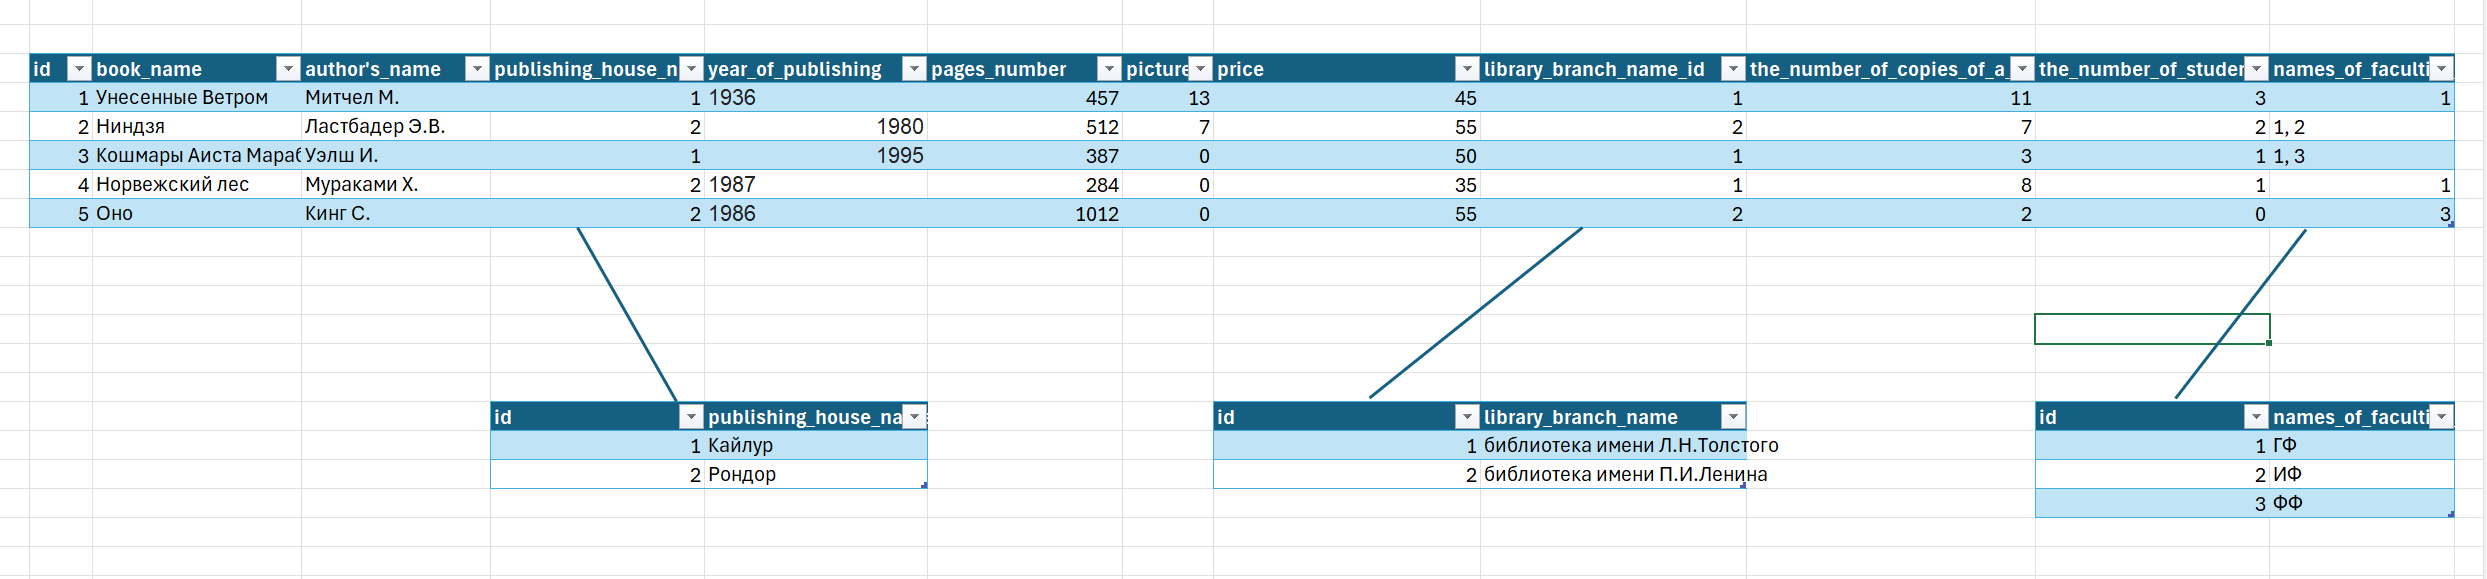 id book_name author's_name publishing_house_n year_of_publishing pages_number picture price library_branch_name_id the_number_of_copies_of_a_ the_number_of_studer names_of_faculti
1 Унесенные Ветром Митчел М. 1 1936 457 13 45 1 11 3 1
2 Ниндзя Ластбадер Э.В. 2 1980 512 7 55 2 7 2 1, 2
3 Кошмары Аиста Мараб Уэлш И. 1 1995 387 0 50 1 3 1 1, 3
4 Норвежский лес Мураками Х. 2 1987 284 0 35 1 8 1 1
5 Оно Кинг С. 2 1986 1012 0 55 2 2 0 3
id publishing_house_na
1 Кайлур
2 Рондор
id library_branch_name
1 библиотека имени Л.Н.Толстого
2 библиотека имени П.И.Ленина
id names_of_faculti
1 ГФ
2 ИФ
3 ФФ